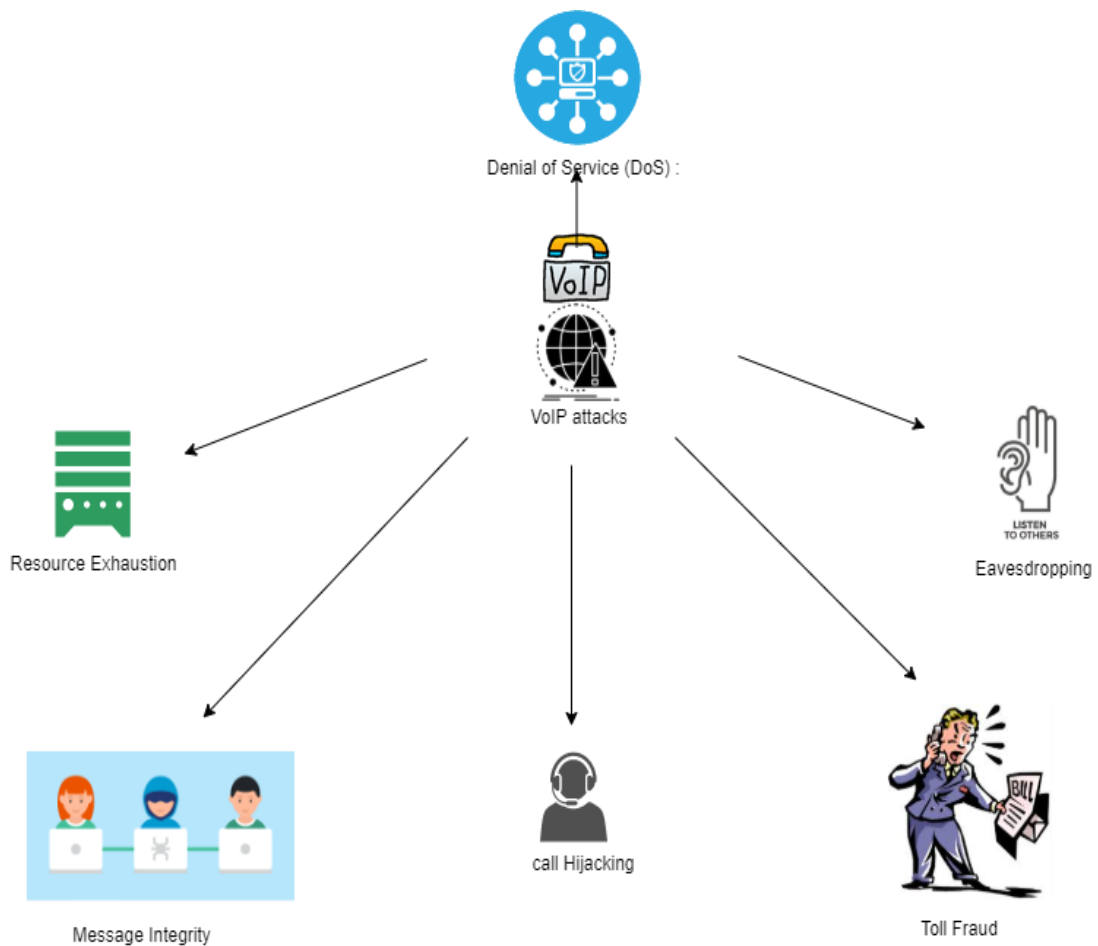 Denial of Service (DoS) :
VoIP
VoIP attacks
LISTEN
TO OTHERS
Resource Exhaustion
Eavesdropping
BILL
call Hijacking
Message Integrity
Toll Fraud